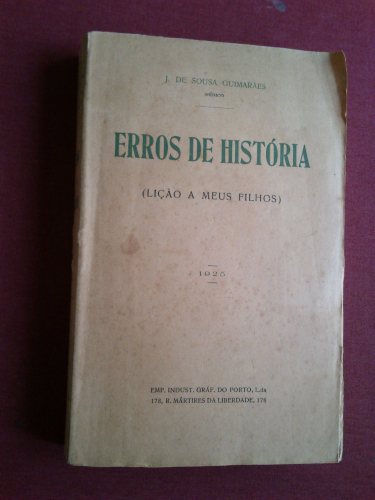 J. DE SOUSA GUIMARÃES
MÉDICO
ERROS DE HISTÓRIA
(LIÇÃO A MEUS FILHOS)
1925
EMP. INDUST. GRÁF. DO PORTO, L.da
178, R. MÁRTIRES DA LIBERDADE, 178